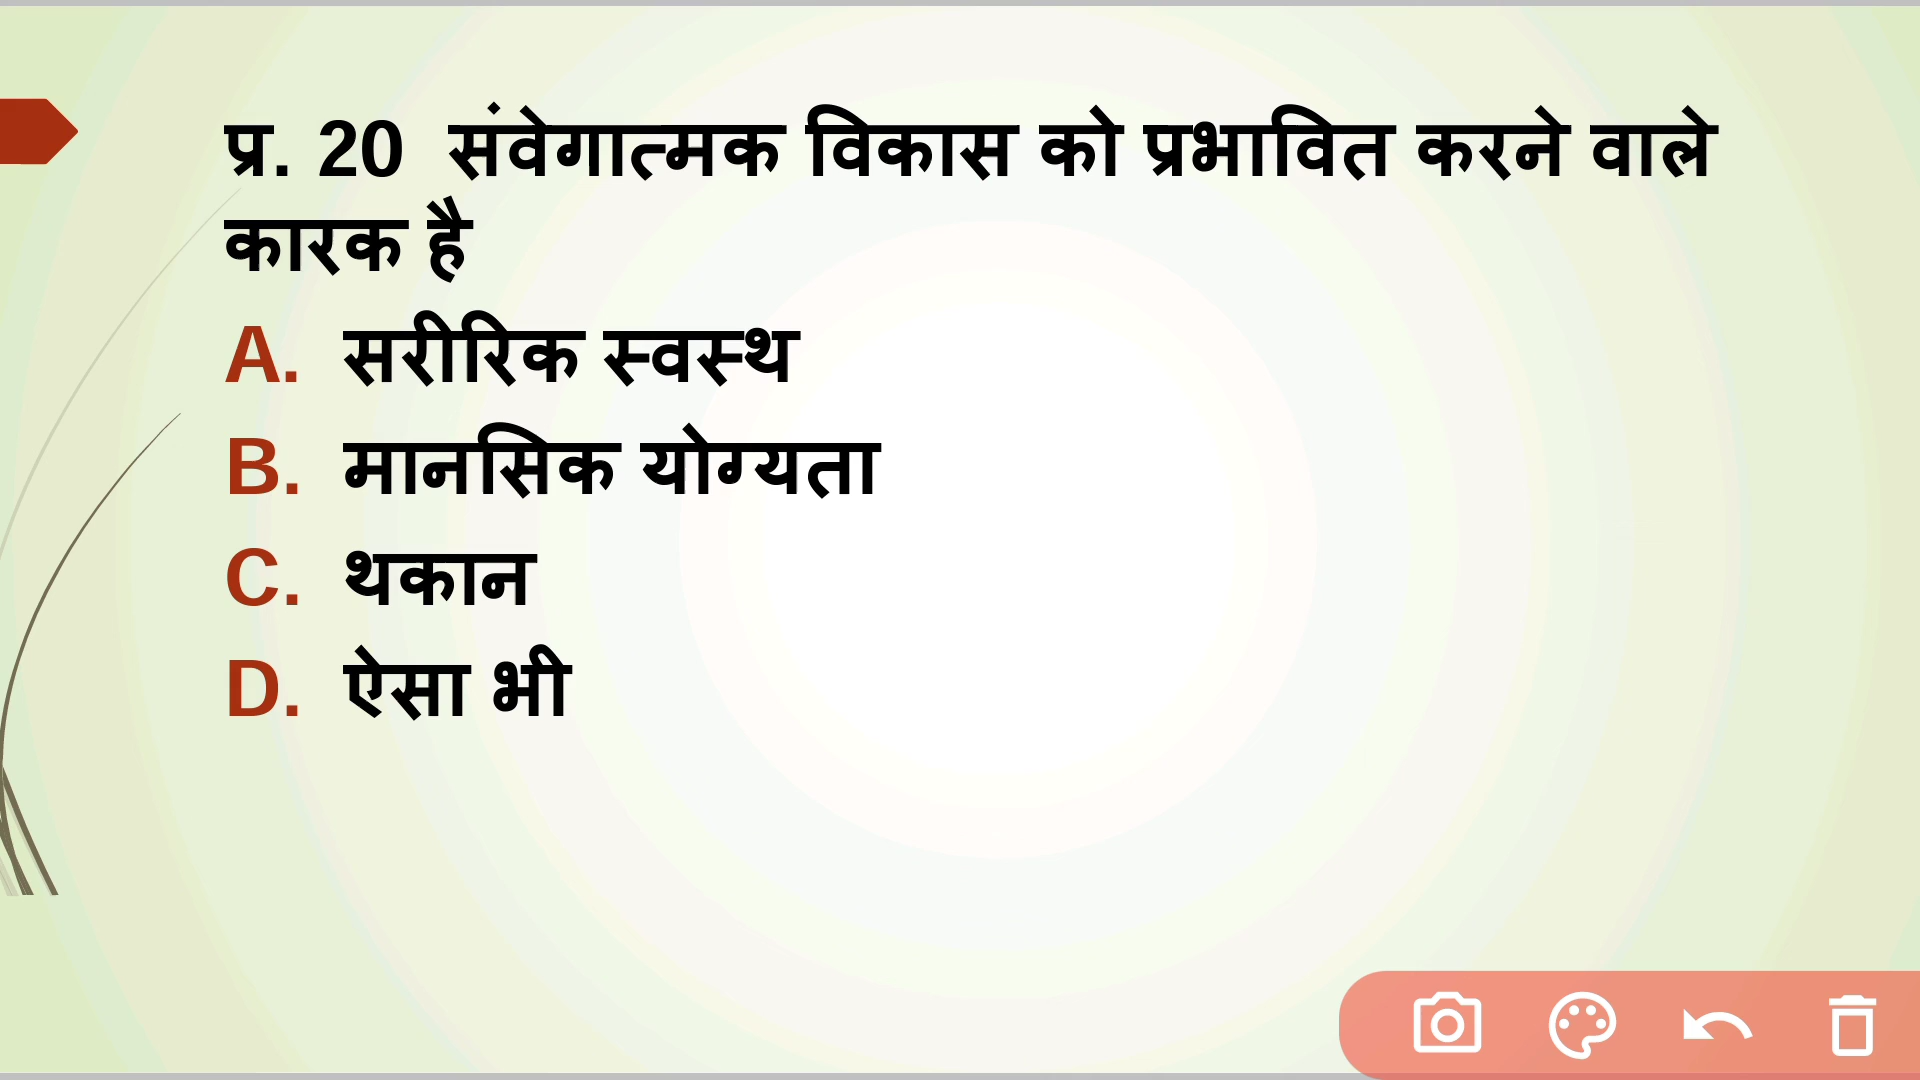 प्र. 20 संवेगात्मक विकास को प्रभावित करने वाले
कारक है
A. सरीरिक स्वस्थ
B. मानसिक योग्यता
C. थकान
D. ऐसा भी